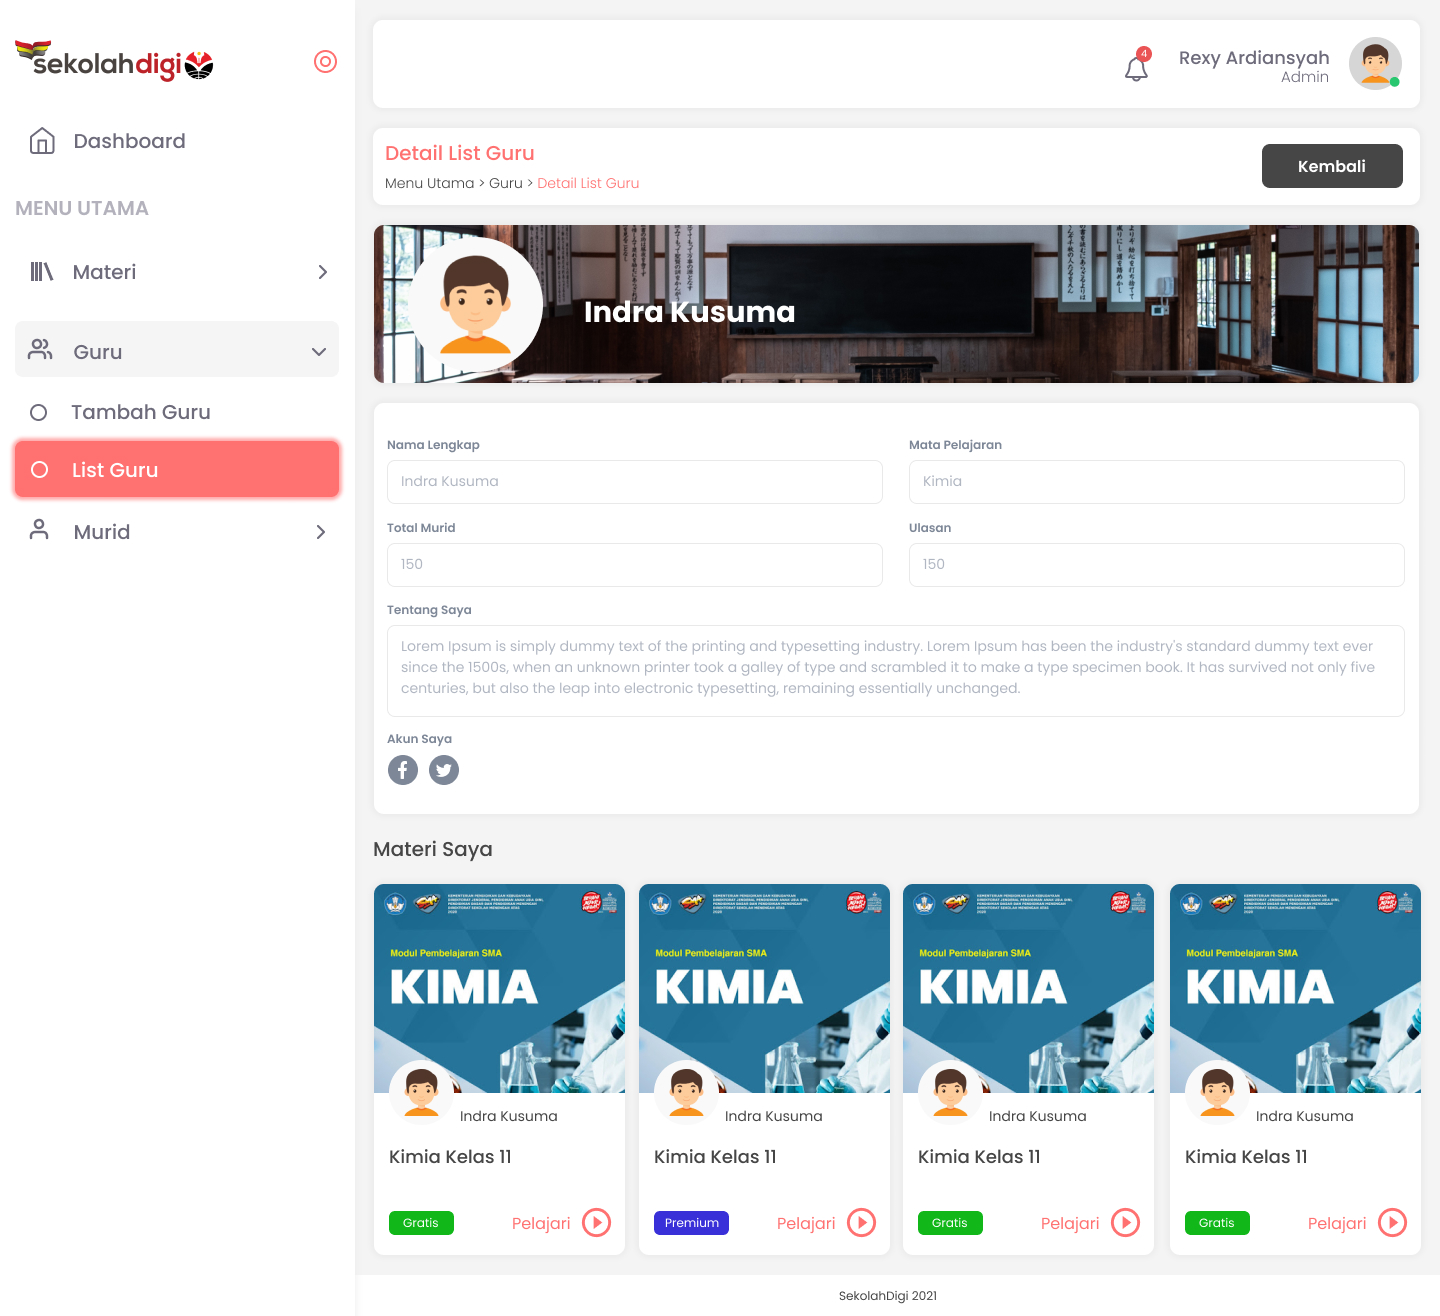 sekolahdigi
4
Rexy Ardiansyah
Admin
Dashboard
MENU UTAMA
Materi
Guru
Tambah Guru
List Guru
Murid
Detail List Guru
Menu Utama > Guru > Detail List Guru
Kembali
Indra Kusuma
Nama Lengkap
Indra Kusuma
Mata Pelajaran
Kimia
Total Murid
150
Ulasan
150
Tentang Saya
Lorem Ipsum is simply dummy text of the printing and typesetting industry. Lorem Ipsum has been the industry's standard dummy text ever
since the 1500s, when an unknown printer took a galley of type and scrambled it to make a type specimen book. It has survived not only five
centuries, but also the leap into electronic typesetting, remaining essentially unchanged.
Akun Saya
Materi Saya
Modul Pembelajaran SMA
KIMIA
Indra Kusuma
Kimia Kelas 11
Gratis
Pelajari
Modul Pembelajaran SMA
KIMIA
Indra Kusuma
Kimia Kelas 11
Premium
Pelajari
Modul Pembelajaran SMA
KIMIA
Indra Kusuma
Kimia Kelas 11
Gratis
Pelajari
Modul Pembelajaran SMA
KIMIA
Indra Kusuma
Kimia Kelas 11
Gratis
Pelajari
SekolahDigi 2021